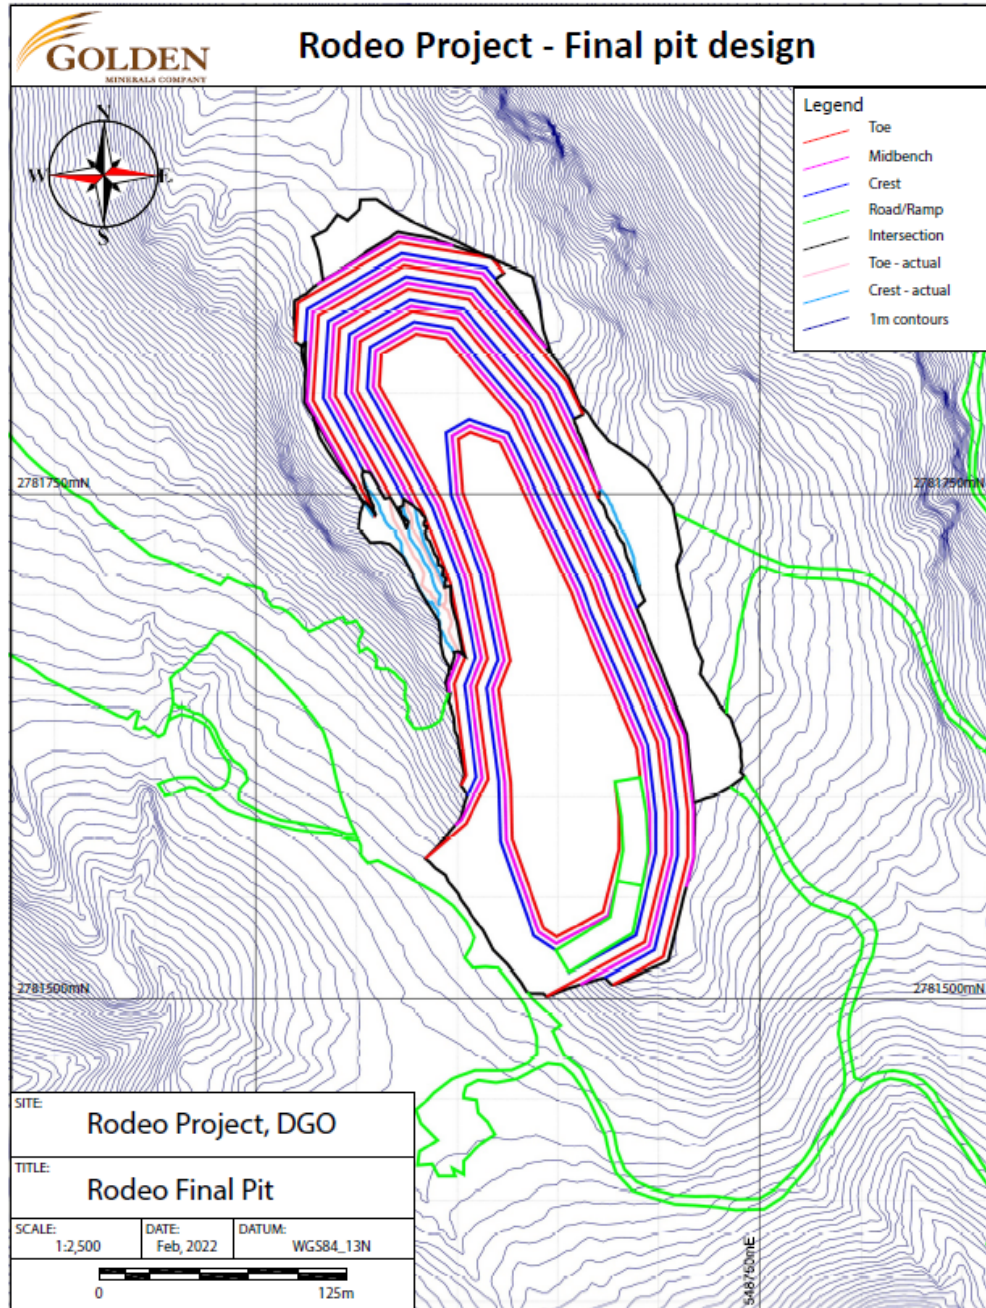 GOLDEN
MINERALS COMPANY
Rodeo Project - Final pit design
N
W
E
S
Legend
Toe
Midbench
Crest
Road/Ramp
Intersection
Toe - actual
Crest - actual
1m contours
2781750mN
2781750mN
2781500mN
2781500mN
548750mE
SITE:
Rodeo Project, DGO
TITLE:
Rodeo Final Pit
SCALE:
1:2,500
DATE:
Feb, 2022
DATUM:
WGS84_13N
0
125m